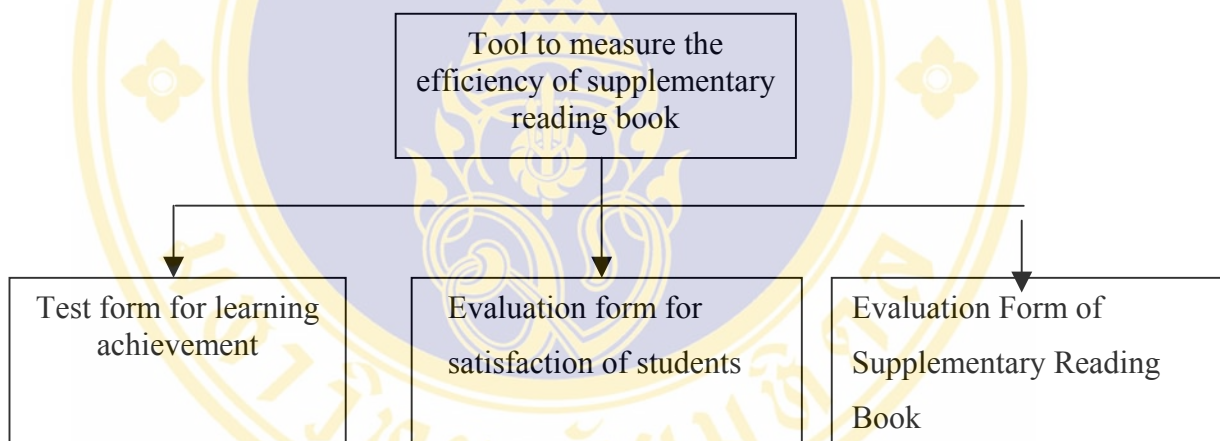 Tool to measure the
efficiency of supplementary
reading book
Test form for learning
achievement
Evaluation form for
satisfaction of students
Evaluation Form of
Supplementary Reading
Book